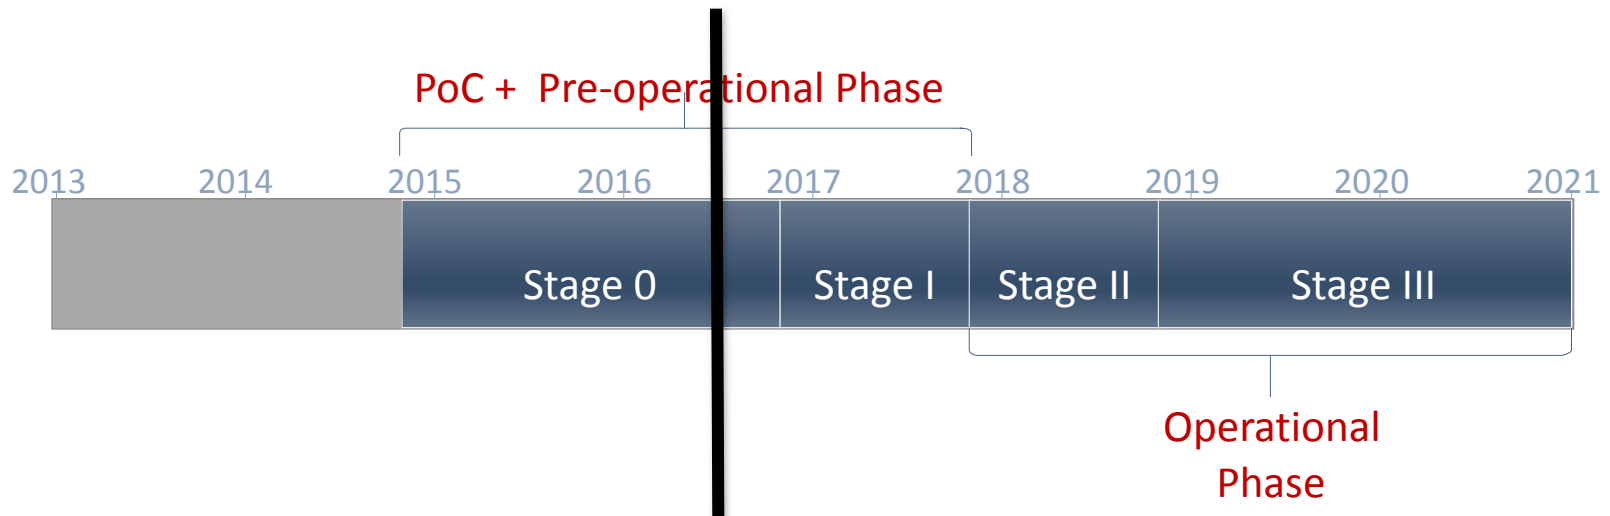 PoC +  Pre-operational Phase
2013 2014 2015 2016 2017 2018 2019 2020 2021
Stage 0 Stage I Stage II Stage III
Operational
Phase